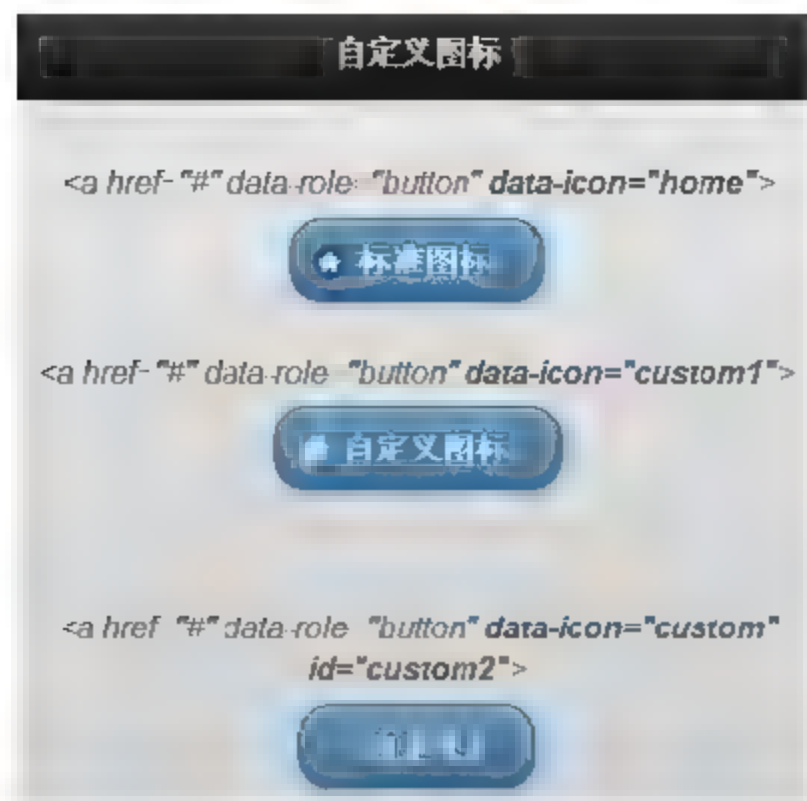 自定义图标
<a href="#" data-role="button" data-icon="home">
标准图标
<a href="#" data-role="button" data-icon="custom1">
自定义图标
<a href="#" data-role="button" data-icon="custom"
id="custom2">